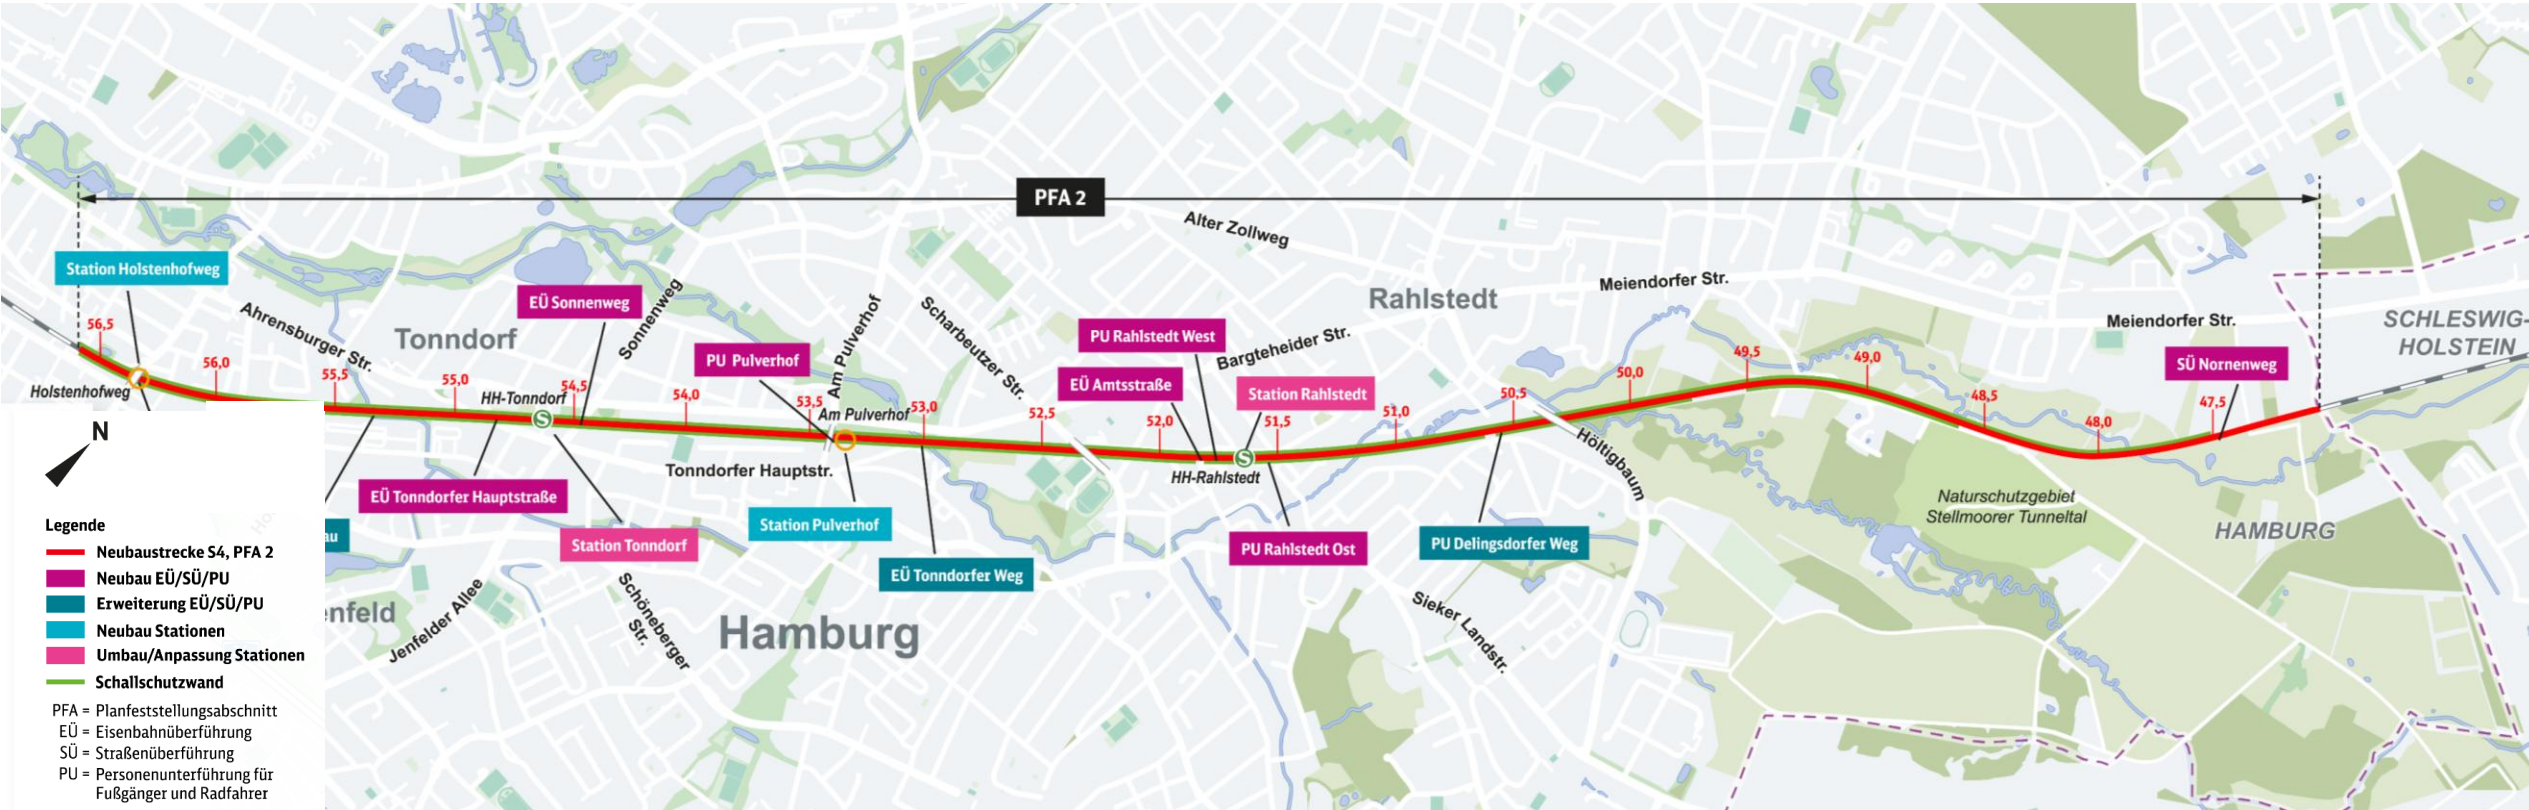 PFA 2
Alter Zollweg
Station Holstenhofweg
EÜ Sonnenweg
Sonnenweg
Am Pulverhof
Scharbeutzer Str.
Rahlstedt
Meiendorfer Str.
Meiendorfer Str.
SCHLESWIG-
HOLSTEIN
Ahrensburger Str.
Tonndorf
PU Pulverhof
PU Rahlstedt West
Bargteheider Str.
EÜ Amtsstraße
Station Rahlstedt
SÜ Nornenweg
56,5
56,0
55,5
55,0
54,5
54,0
53,5
53,0
52,5
52,0
51,5
51,0
50,5
50,0
49,5
49,0
48,5
48,0
47,5
Holstenhofweg
HH-Tonndorf
S
Am Pulverhof
S
HH-Rahlstedt
Höltigbaum
Tonndorfer Hauptstr.
EÜ Tonndorfer Hauptstraße
Station Tonndorf
Station Pulverhof
EÜ Tonndorfer Weg
PU Rahlstedt Ost
PU Delingsdorfer Weg
Naturschutzgebiet
Stellmoorer Tunneltal
HAMBURG
au
enfeld
Jenfelder Allee
Schöneberger
Str.
Hamburg
Sieker Landstr.
N
Legende
Neubaustrecke S4, PFA 2
Neubau EÜ/SÜ/PU
Erweiterung EÜ/SÜ/PU
Neubau Stationen
Umbau/Anpassung Stationen
Schallschutzwand
PFA = Planfeststellungsabschnitt
EÜ = Eisenbahnüberführung
SÜ = Straßenüberführung
PU = Personenunterführung für
Fußgänger und Radfahrer